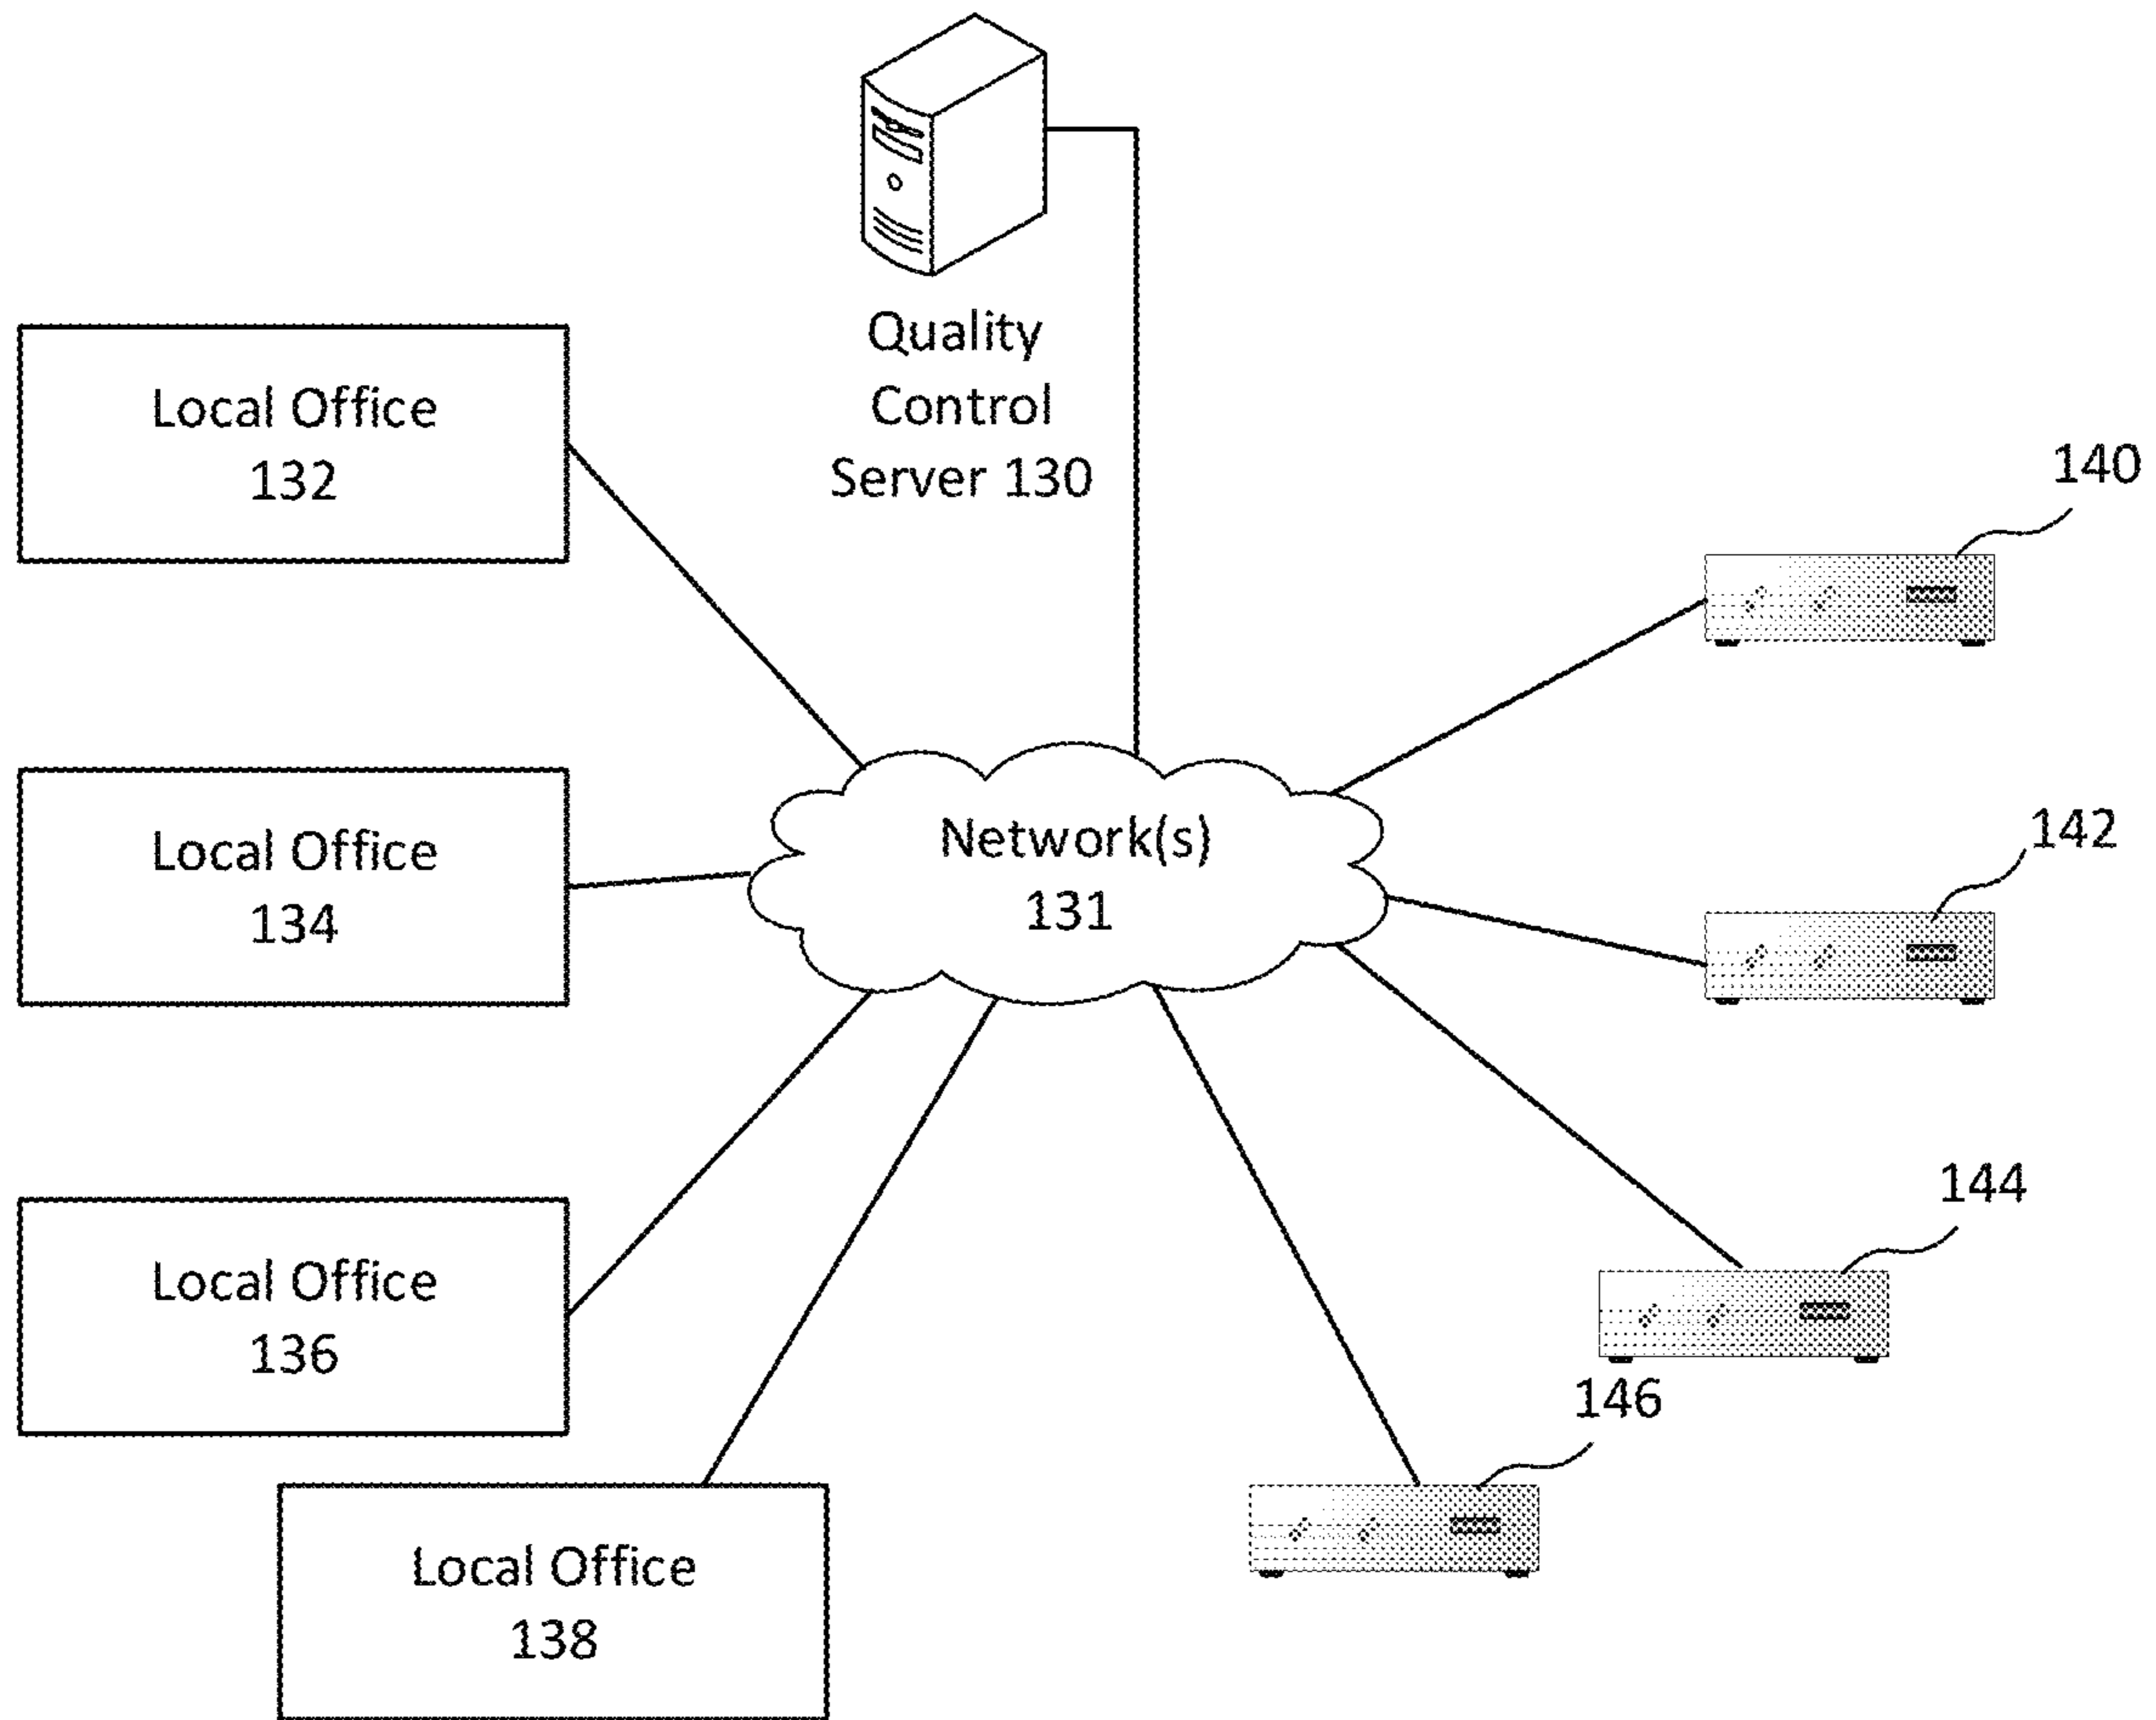 Quality
Control
Server 130
Local Office
132
140
Local Office
134
Network(s)
131
142
Local Office
136
144
146
Local Office
138